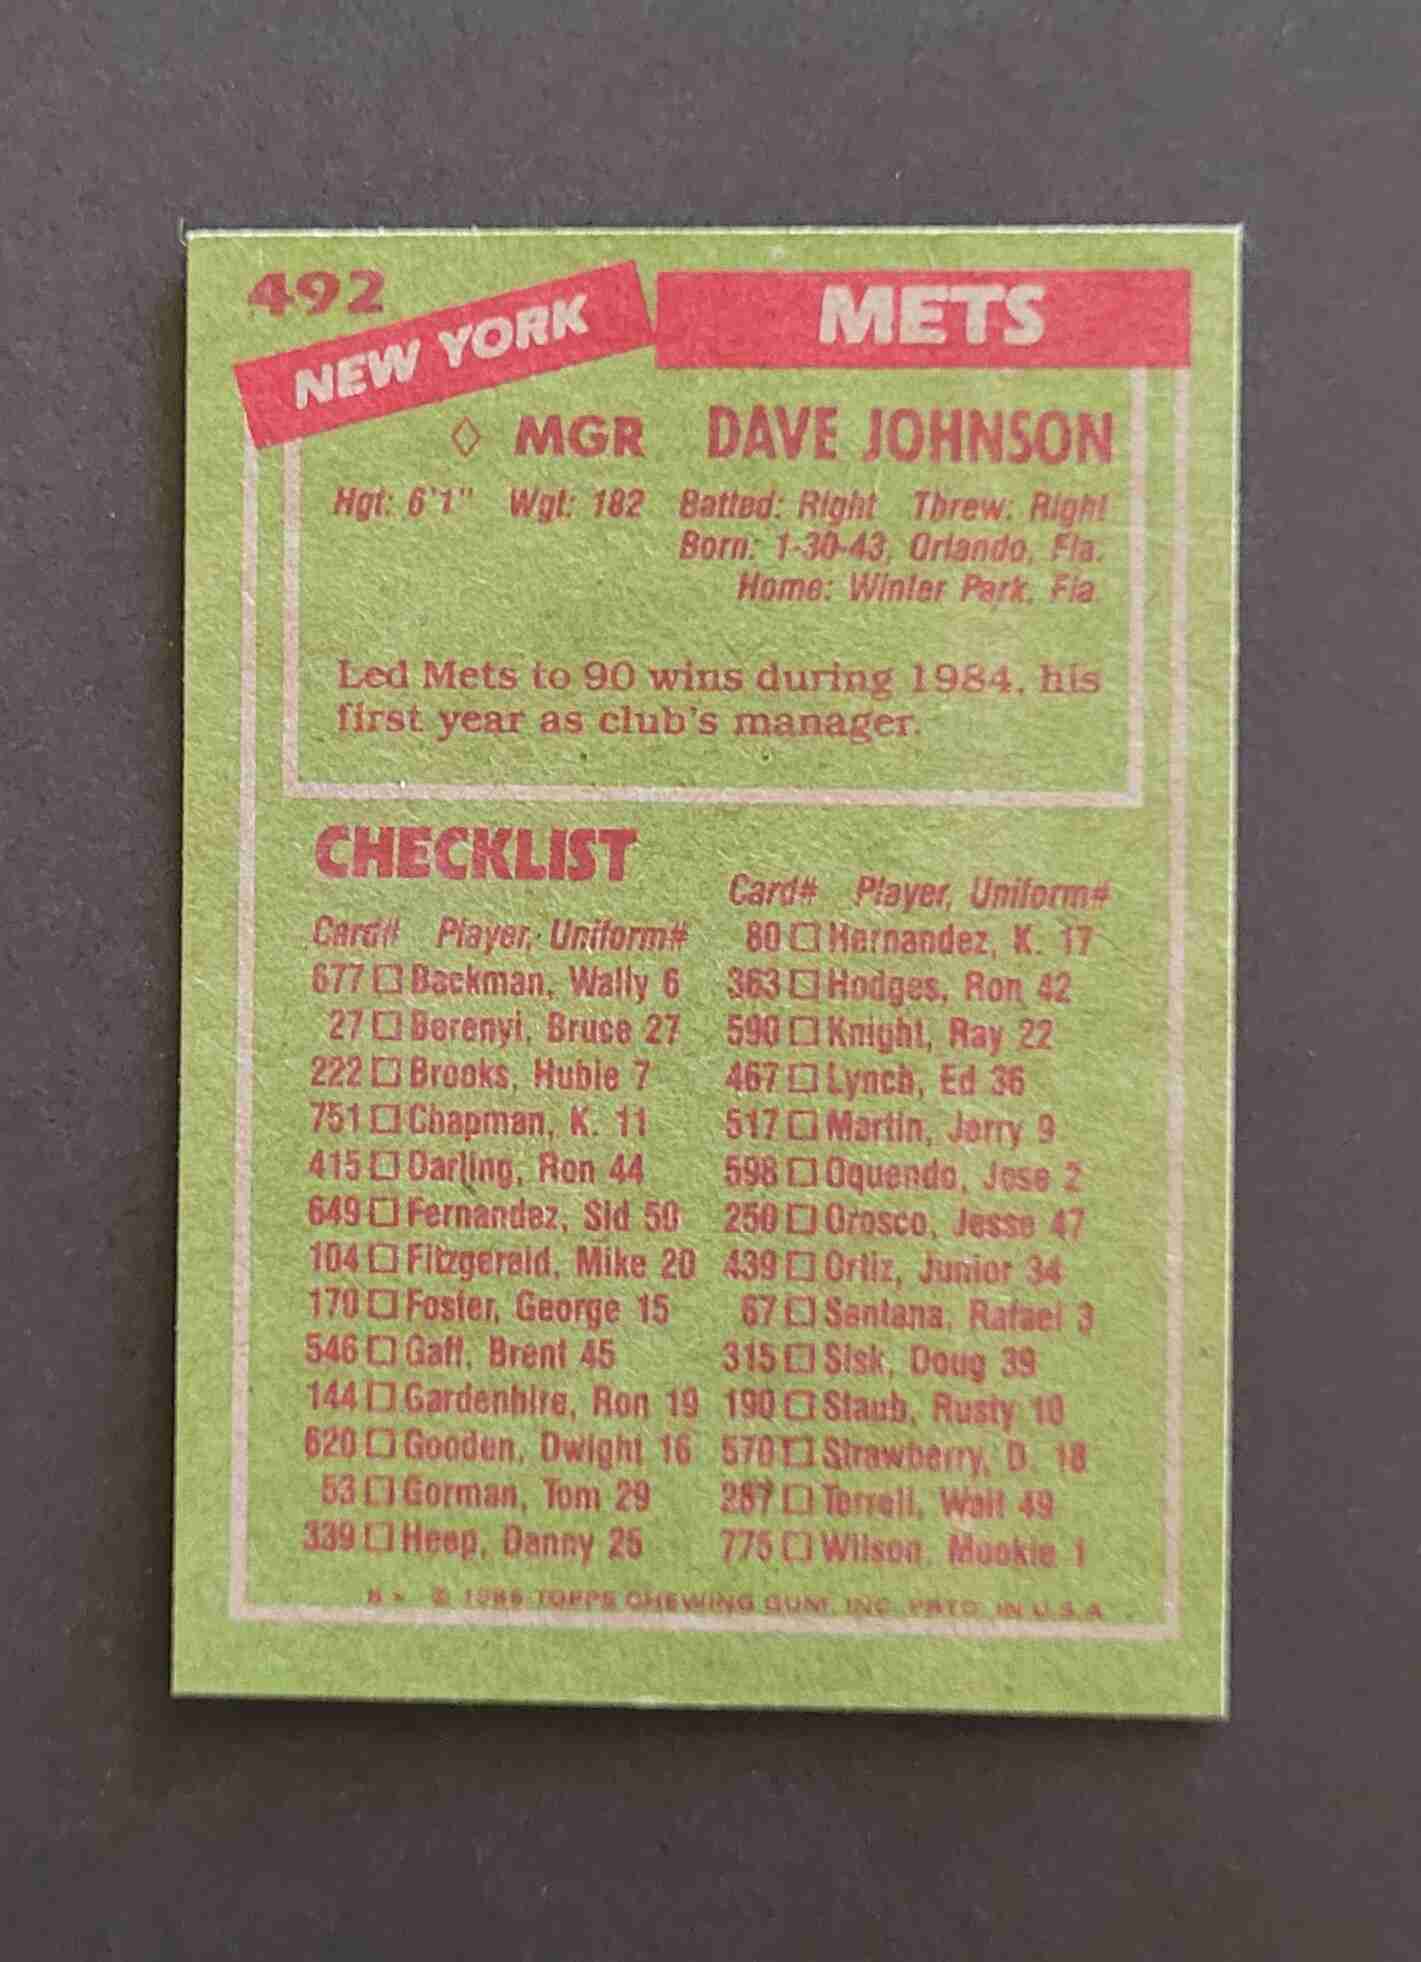 492
NEW YORK METS
◇ MGR DAVE JOHNSON
Hgt: 6'1" Wgt: 182 Batted: Right Threw: Right
Born: 1-30-43, Orlando, Fla.
Home: Winter Park, Fla.
Led Mets to 90 wins during 1984, his
first year as club's manager.
CHECKLIST
Card# Player, Uniform#
677 □ Backman, Wally 6
27 □ Berenyi, Bruce 27
222 □ Brooks, Hubie 7
751 □ Chapman, K. 11
415 □ Darling, Ron 44
649 □ Fernandez, Sid 50
104 □ Fitzgerald, Mike 20
170 □ Foster, George 15
546 □ Gaff, Brent 45
144 □ Gardenhire, Ron 19
620 □ Gooden, Dwight 16
53 □ Gorman, Tom 29
339 □ Heep, Danny 25
Card# Player, Uniform#
80 □ Hernandez, K. 17
363 □ Hodges, Ron 42
590 □ Knight, Ray 22
467 □ Lynch, Ed 36
517 □ Martin, Jerry 9
598 □ Oquendo, Jose 2
250 □ Orosco, Jesse 47
439 □ Ortiz, Junior 34
67 □ Santana, Rafael 3
315 □ Sisk, Doug 39
190 □ Staub, Rusty 10
570 □ Strawberry, D. 18
287 □ Terrell, Walt 49
775 □ Wilson, Mookie 1
© 1985 TOPPS CHEWING GUM, INC. PRTD. IN U.S.A.